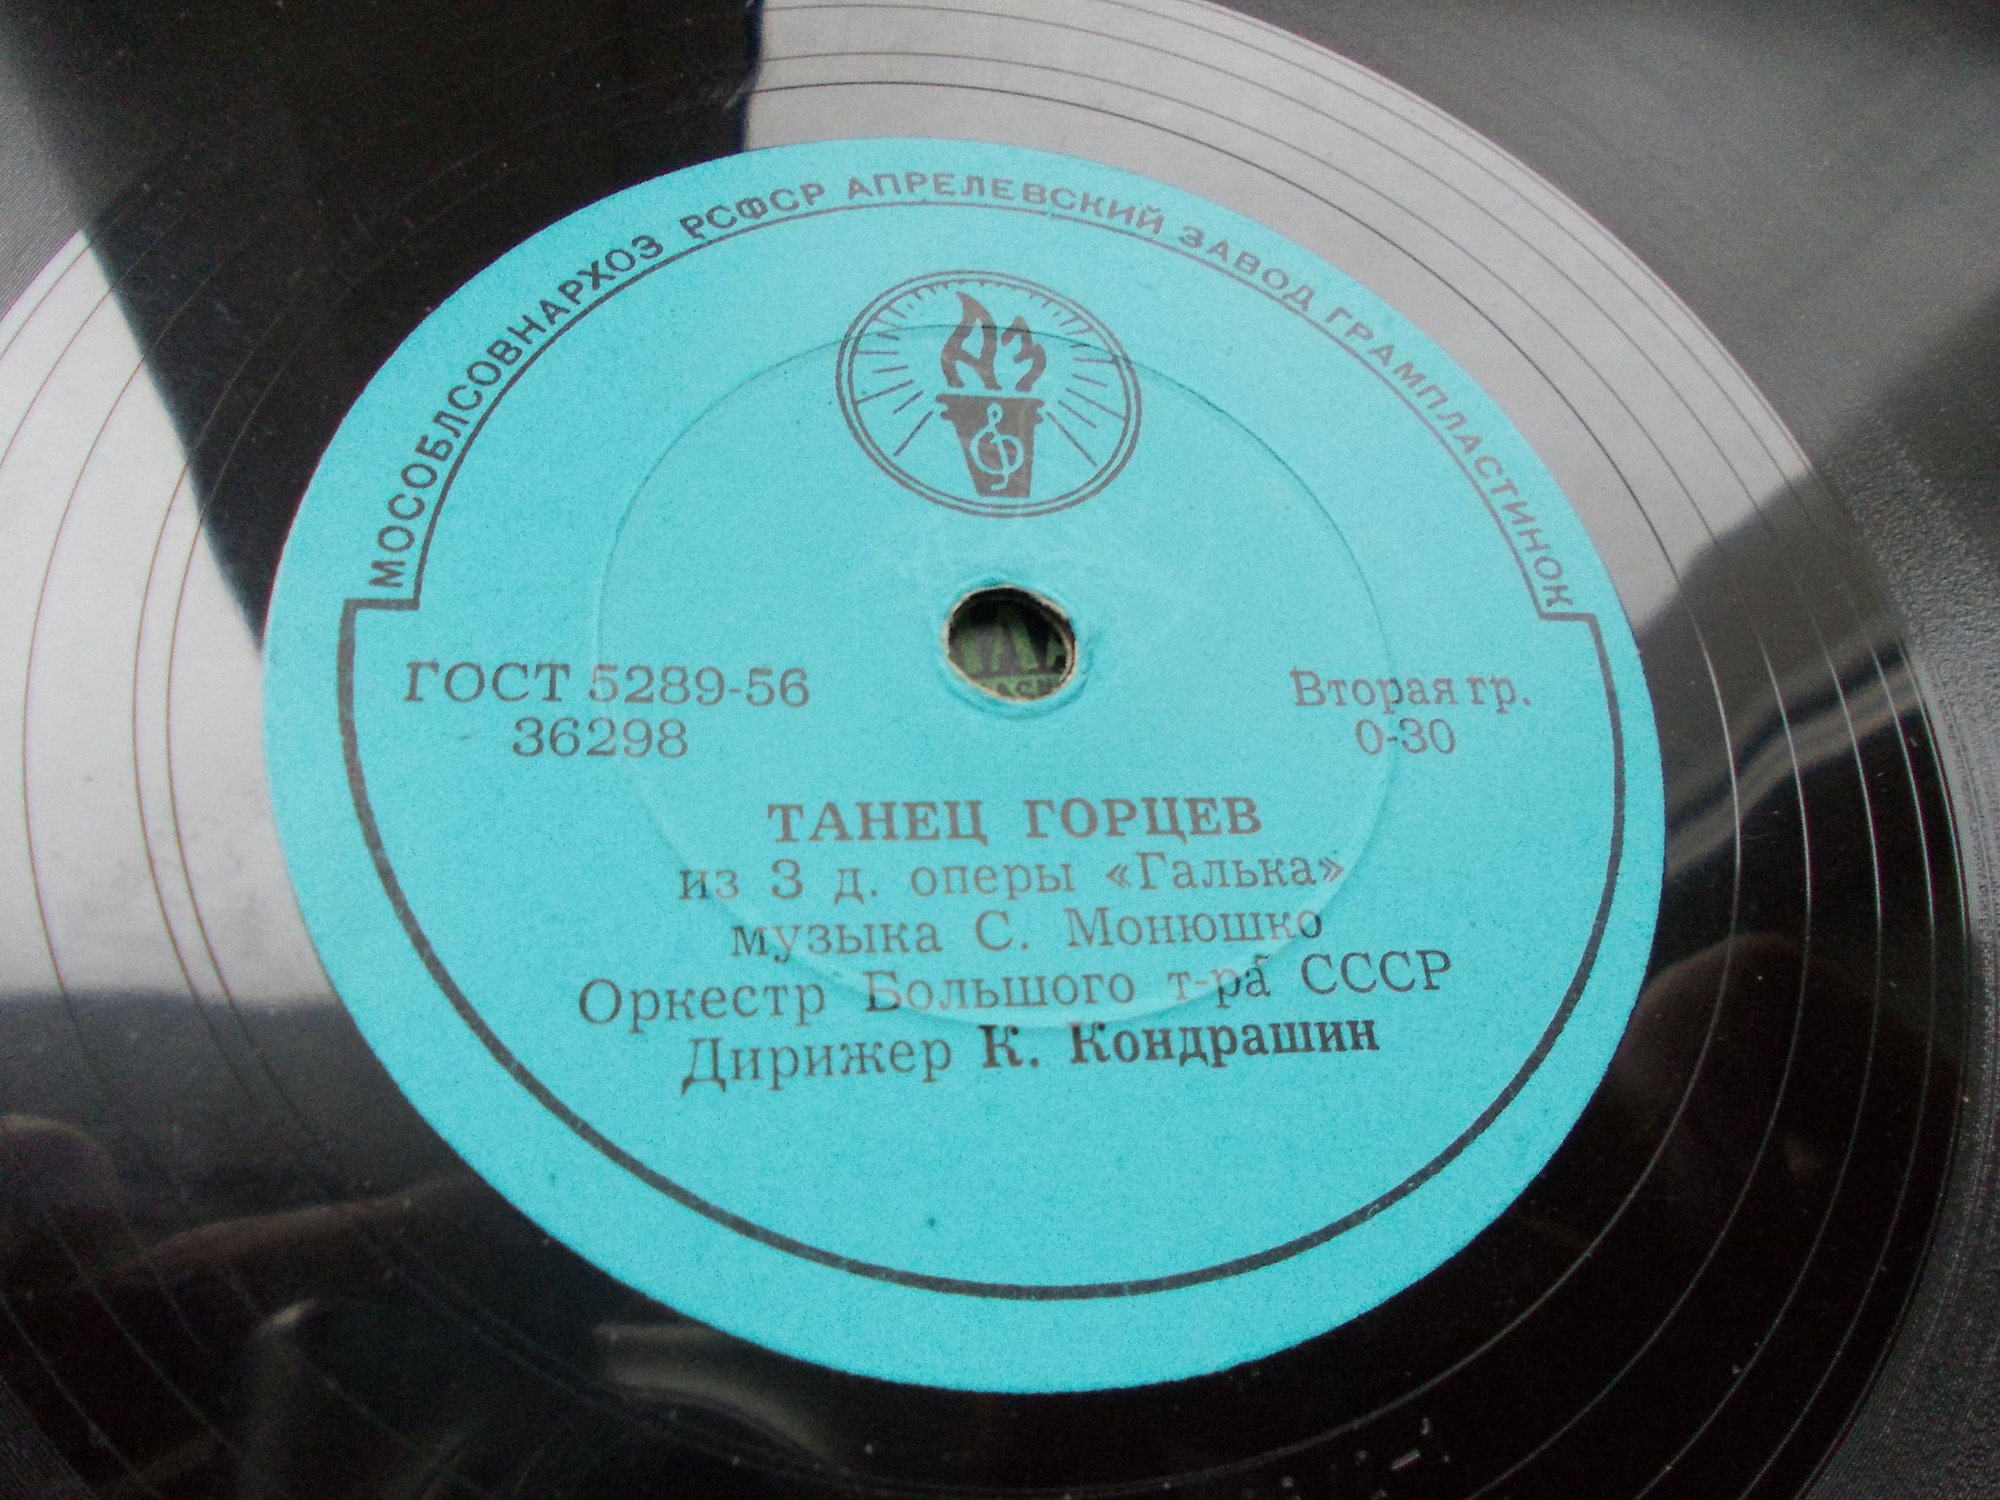 МОСОБЛСОВНАРХОЗ РСФСР АПРЕЛЕВСКИЙ ЗАВОД ГРАМПЛАСТИНОК
АЗ
ГОСТ 5289-56
36298
Вторая гр.
0-30
ТАНЕЦ ГОРЦЕВ
из 3 д. оперы «Галька»
музыка С. Монюшко
Оркестр Большого т-ра СССР
Дирижер К. Кондрашин